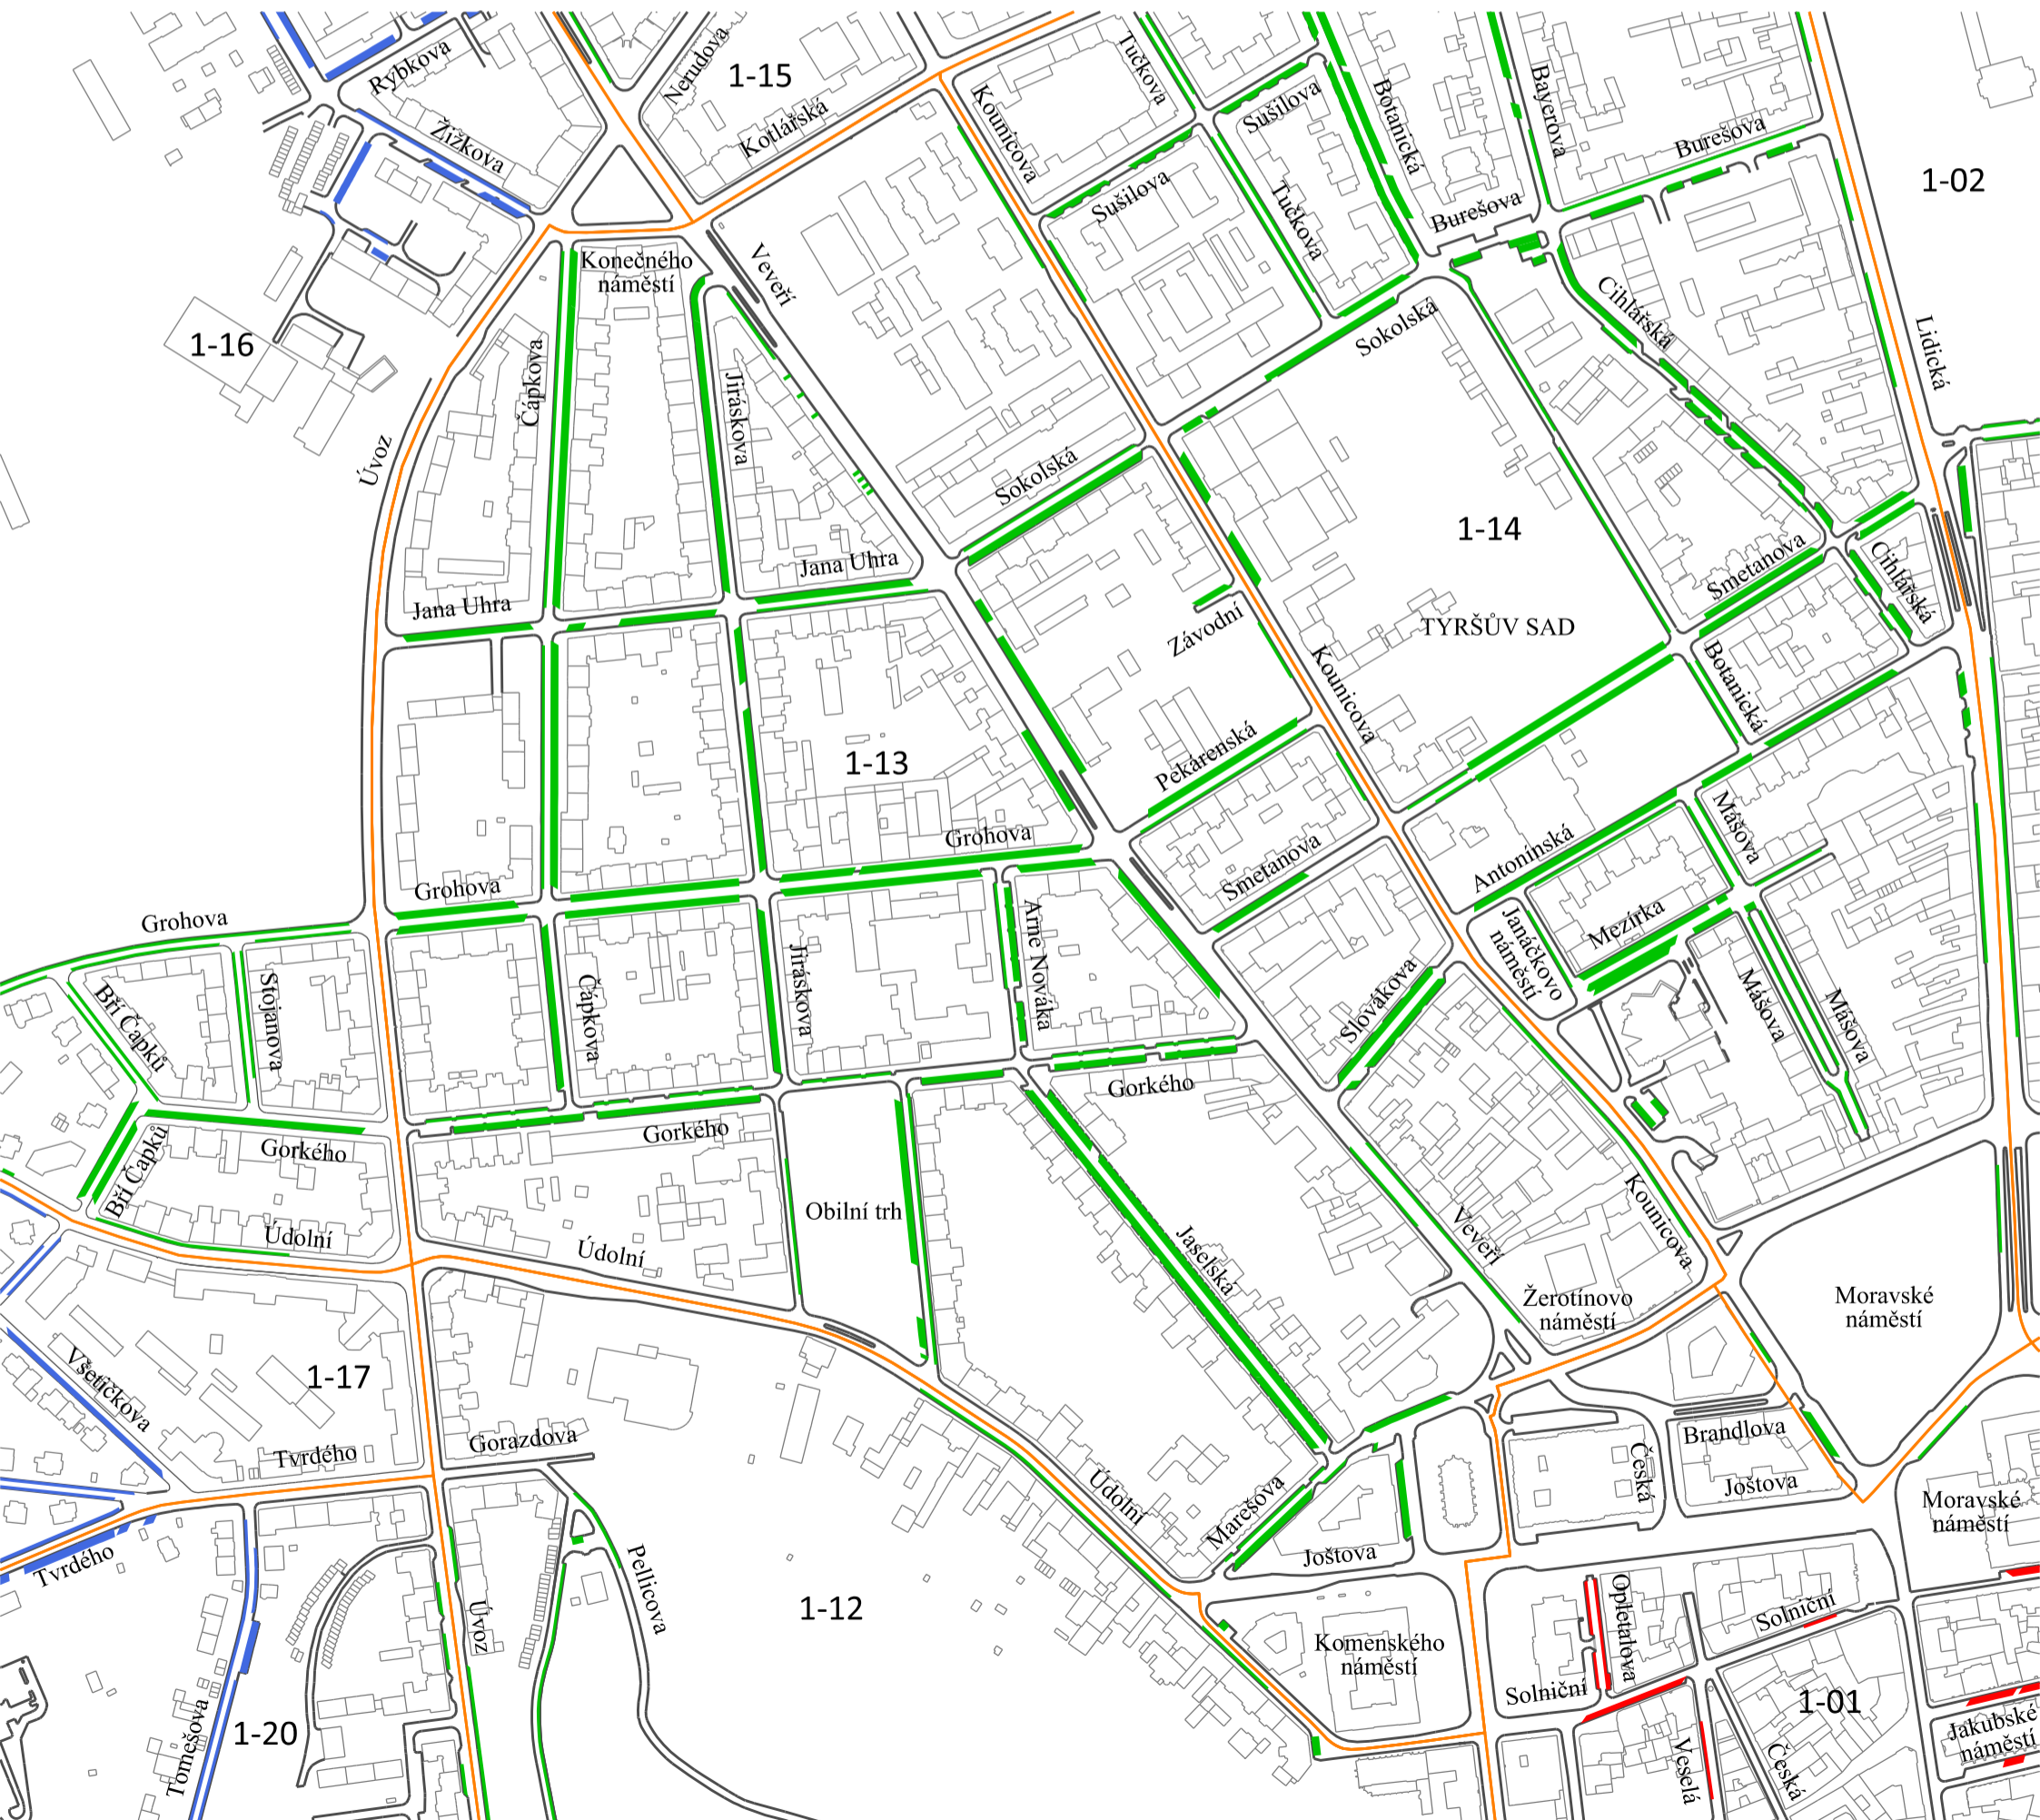 Rybkova
Nerudova
1-15
Tučkova
Žižkova
Kotlářská
Kounicova
Sušilova
Botanická
Bayerova
Burešova
1-02
Sušilova
Tučkova
Burešova
Konečného
náměstí
Veveří
Cihlářská
1-16
Čápkova
Jiráskova
Sokolská
Lidická
Úvoz
Sokolská
1-14
Jana Uhra
Jana Uhra
Smetanova
Cihlářská
Závodní
TYRŠŮV SAD
Kounicova
Botanická
1-13
Pekárenská
Grohova
Grohova
Smetanova
Antonínská
Mášova
Grohova
Arne Nováka
Mezírka
Janáčkovo
náměstí
Bří Čapků
Stojanova
Čápkova
Jiráskova
Slovákova
Mášova
Mášova
Gorkého
Gorkého
Gorkého
Bří Čapků
Obilní trh
Údolní
Údolní
Jaselská
Veveří
Kounicova
Žerotínovo
náměstí
Moravské
náměstí
Všetičkova
1-17
Gorazdova
Tvrdého
Údolní
Marešova
Česká
Brandlova
Joštova
Moravské
náměstí
Tvrdého
Joštova
Úvoz
Pellicova
1-12
Opletalova
Solniční
Komenského
náměstí
Solniční
1-01
Tomešova
1-20
Veselá
Česká
Jakubské
náměstí